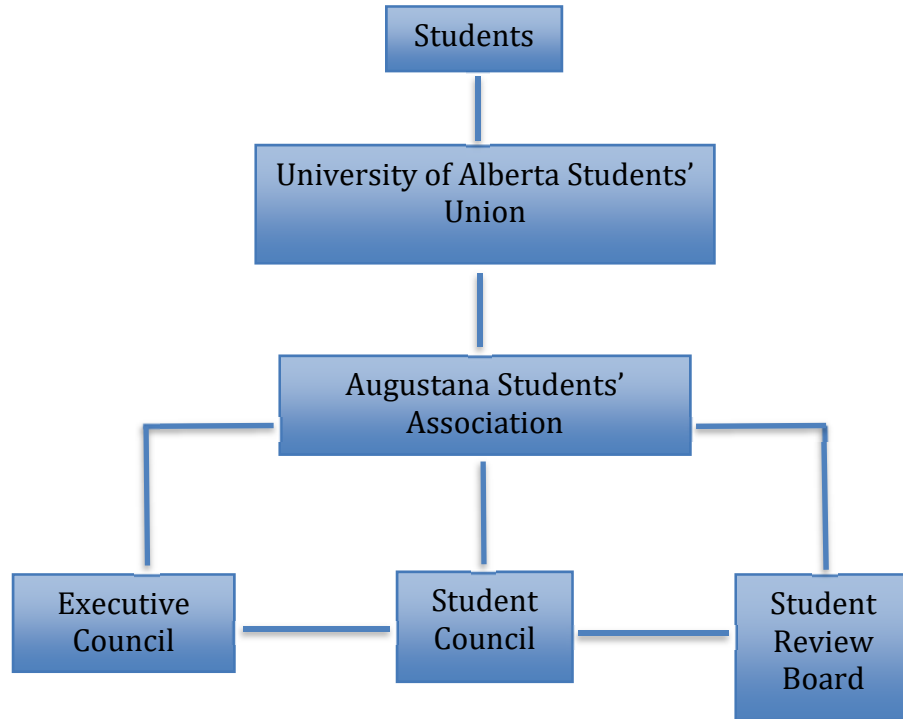 Students
University of Alberta Students’
Union
Augustana Students’
Association
Executive
Council
Student
Council
Student
Review
Board